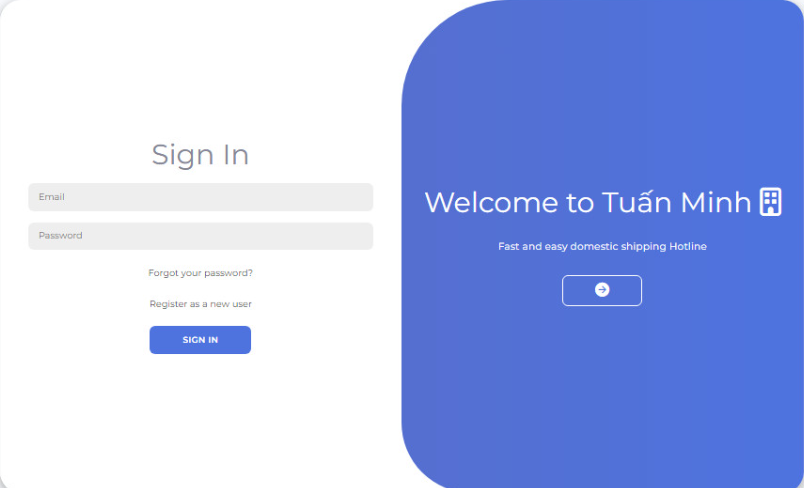 Sign In
Email
Password
Forgot your password?
Register as a new user
SIGN IN
Welcome to Tuấn Minh
Fast and easy domestic shipping Hotline